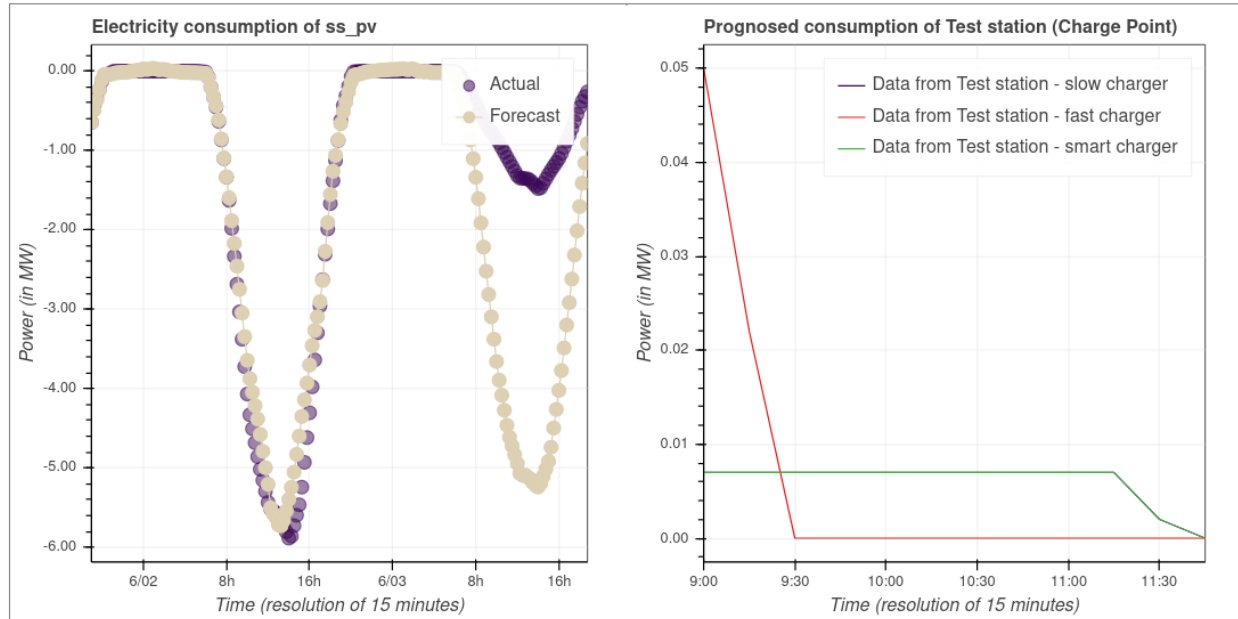 Electricity consumption of ss_pv
0.00
-1.00
-2.00
-3.00
-4.00
-5.00
-6.00
Power (in MW)
Actual
Forecast
6/02
8h
16h
6/03
8h
16h
Time (resolution of 15 minutes)
Prognosed consumption of Test station (Charge Point)
0.05
0.04
0.03
0.02
0.01
0.00
Power (in MW)
Data from Test station - slow charger
Data from Test station - fast charger
Data from Test station - smart charger
9:00
9:30
10:00
10:30
11:00
11:30
Time (resolution of 15 minutes)